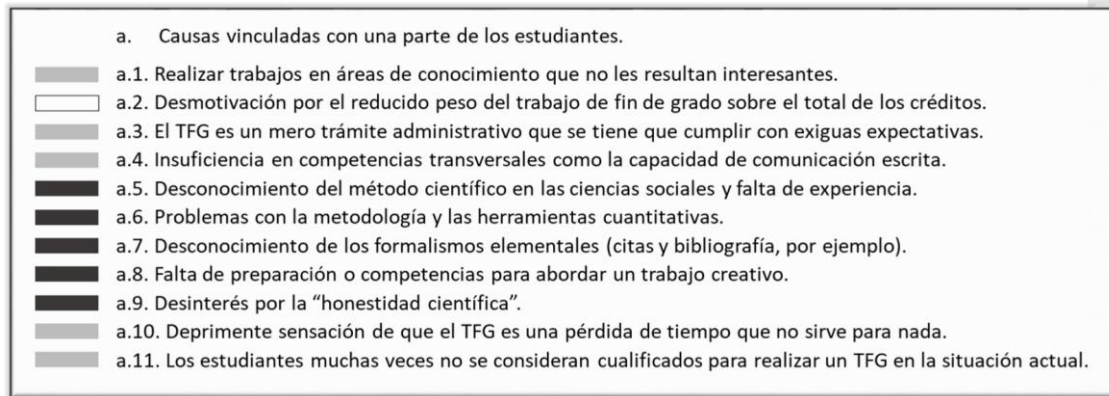 a. Causas vinculadas con una parte de los estudiantes.
a.1. Realizar trabajos en áreas de conocimiento que no les resultan interesantes.
a.2. Desmotivación por el reducido peso del trabajo de fin de grado sobre el total de los créditos.
a.3. El TFG es un mero trámite administrativo que se tiene que cumplir con exiguas expectativas.
a.4. Insuficiencia en competencias transversales como la capacidad de comunicación escrita.
a.5. Desconocimiento del método científico en las ciencias sociales y falta de experiencia.
a.6. Problemas con la metodología y las herramientas cuantitativas.
a.7. Desconocimiento de los formalismos elementales (citas y bibliografía, por ejemplo).
a.8. Falta de preparación o competencias para abordar un trabajo creativo.
a.9. Desinterés por la “honestidad científica”.
a.10. Deprimente sensación de que el TFG es una pérdida de tiempo que no sirve para nada.
a.11. Los estudiantes muchas veces no se consideran cualificados para realizar un TFG en la situación actual.